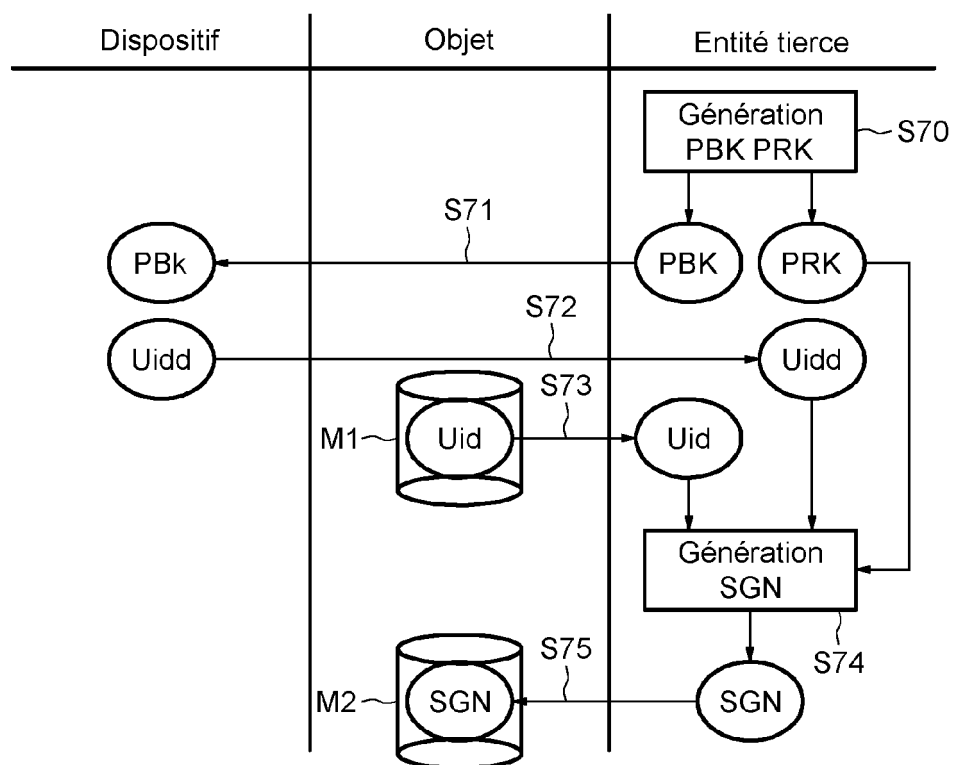 Dispositif
Objet
Entité tierce
Génération
PBK PRK
S70
S71
PBk
PBK
PRK
S72
Uidd
Uidd
S73
M1
Uid
Uid
Génération
SGN
S74
S75
M2
SGN
SGN